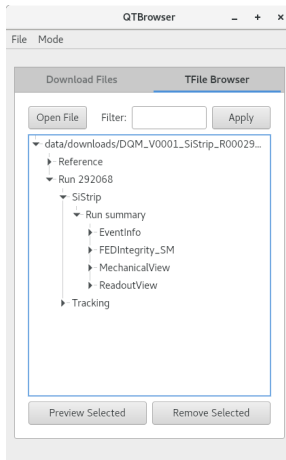 QTBrowser
File Mode
Download Files TFile Browser
Open File Filter: Apply
data/downloads/DQM_V0001_SiStrip_R00029...
Reference
Run 292068
SiStrip
Run summary
EventInfo
FEDIntegrity_SM
MechanicalView
ReadoutView
Tracking
Preview Selected Remove Selected